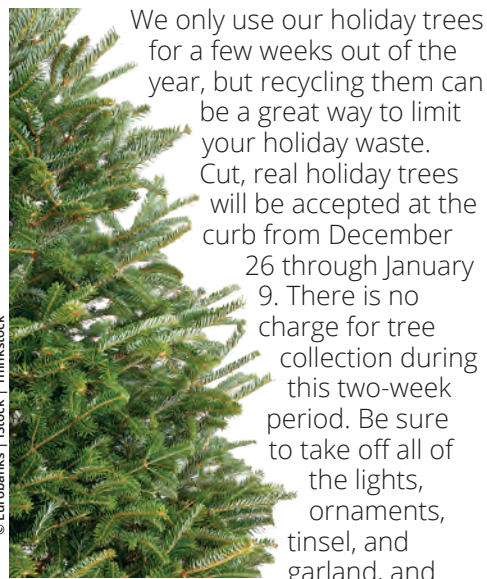 We only use our holiday trees
for a few weeks out of the
year, but recycling them can
be a great way to limit
your holiday waste.
Cut, real holiday trees
will be accepted at the
curb from December
26 through January
9. There is no
charge for tree
collection during
this two-week
period. Be sure
to take off all of
the lights,
ornaments,
tinsel, and
garland, and
© Eurobanks | iStock | Thinkstock